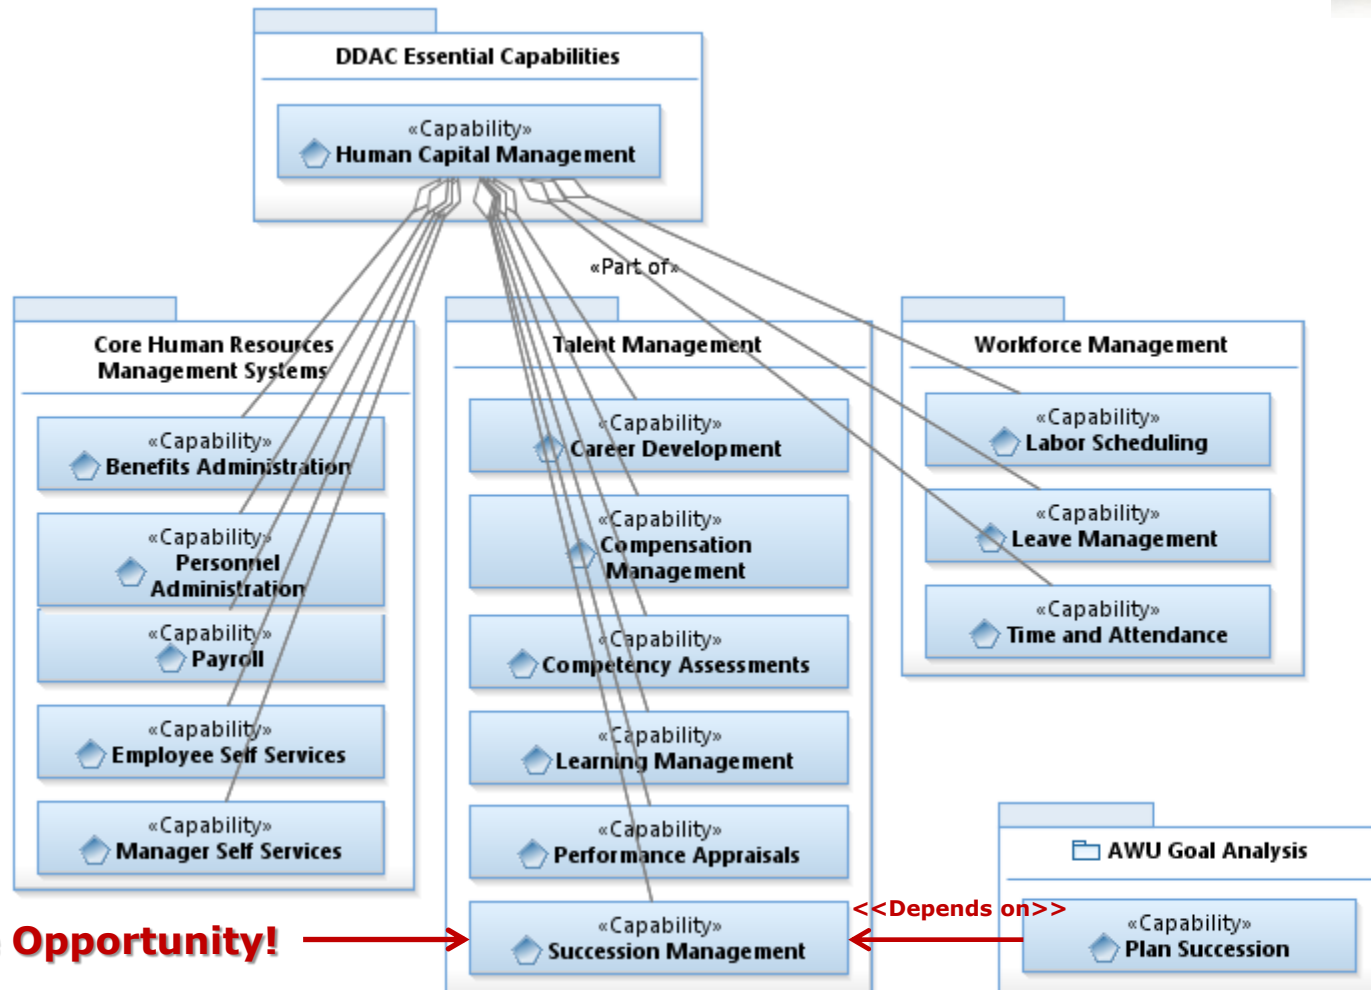 DDAC Essential Capabilities
«Capability»
Human Capital Management
«Part of»
Core Human Resources
Management Systems
«Capability»
Benefits Administration
«Capability»
Personnel
Administration
«Capability»
Payroll
«Capability»
Employee Self Services
«Capability»
Manager Self Services
Talent Management
«Capability»
Career Development
«Capability»
Compensation
Management
«Capability»
Competency Assessments
«Capability»
Learning Management
«Capability»
Performance Appraisals
«Capability»
Succession Management
Workforce Management
«Capability»
Labor Scheduling
«Capability»
Leave Management
«Capability»
Time and Attendance
AWU Goal Analysis
<<Depends on>>
«Capability»
Plan Succession
Opportunity!